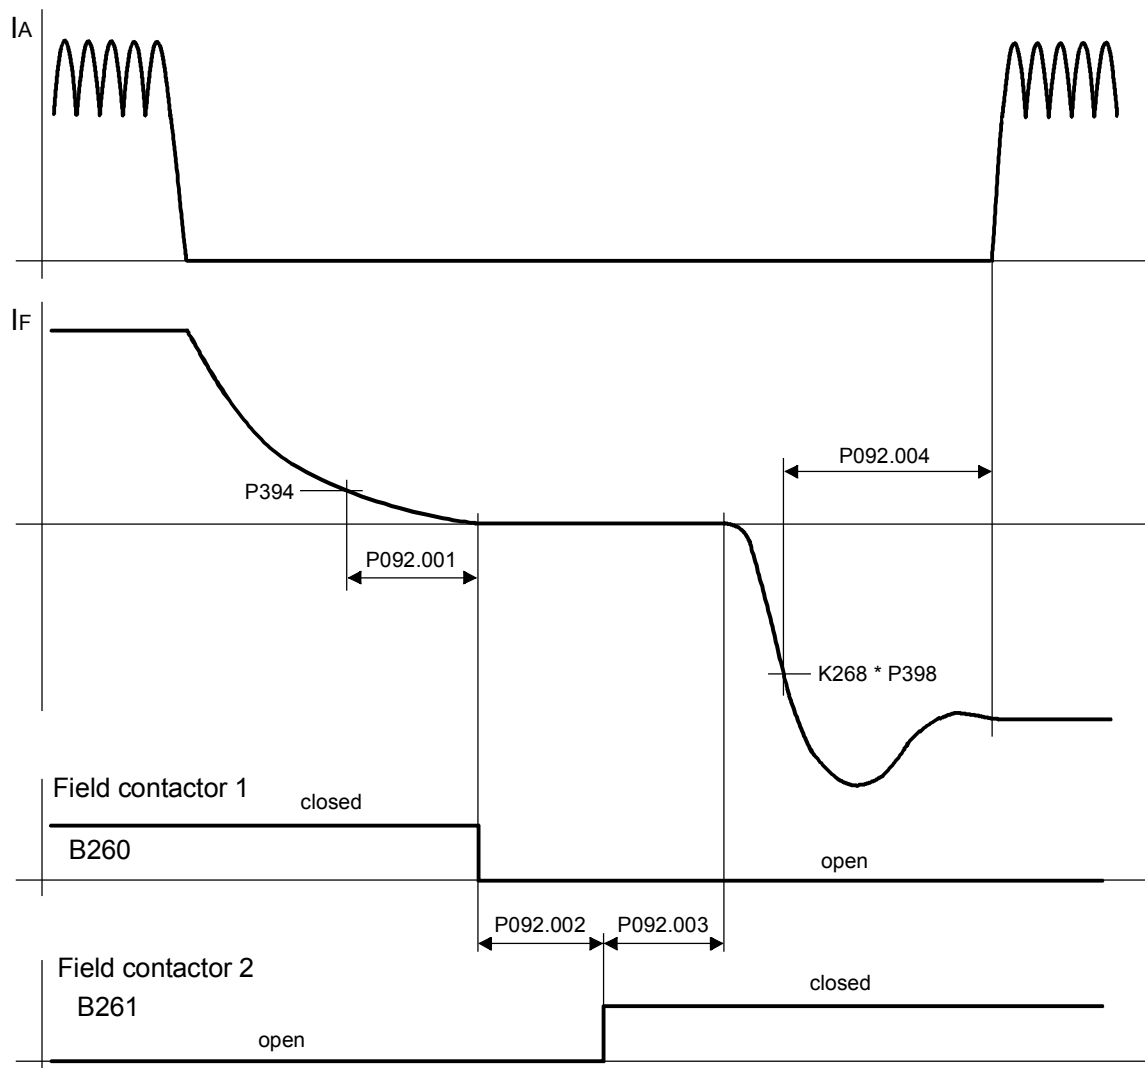 IA
IF
P092.004
P394
P092.001
K268 * P398
Field contactor 1
closed
B260
open
P092.002
P092.003
Field contactor 2
closed
B261
open